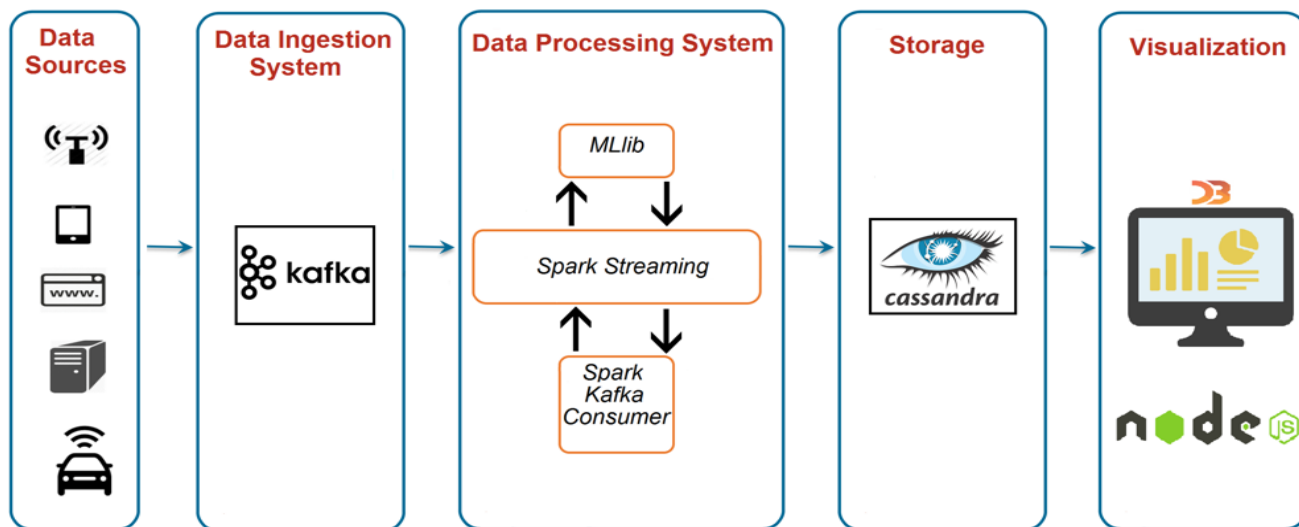 Data
Sources
www.
Data Ingestion
System
kafka
Data Processing System
MLlib
Spark Streaming
Spark
Kafka
Consumer
Storage
cassandra
Visualization
D3
node
JS